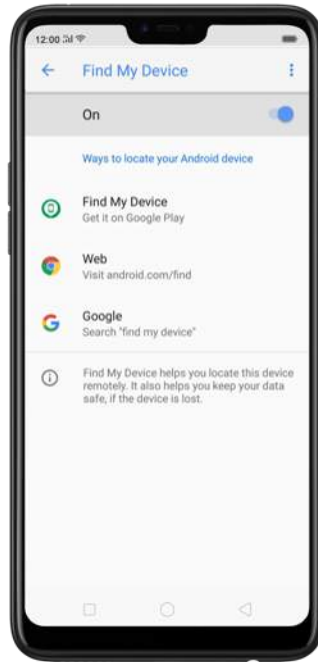 12:00
Find My Device
On
Ways to locate your Android device
Find My Device
Get it on Google Play
Web
Visit android.com/find
Google
Search "find my device"
Find My Device helps you locate this device
remotely. It also helps you keep your data
safe, if the device is lost.